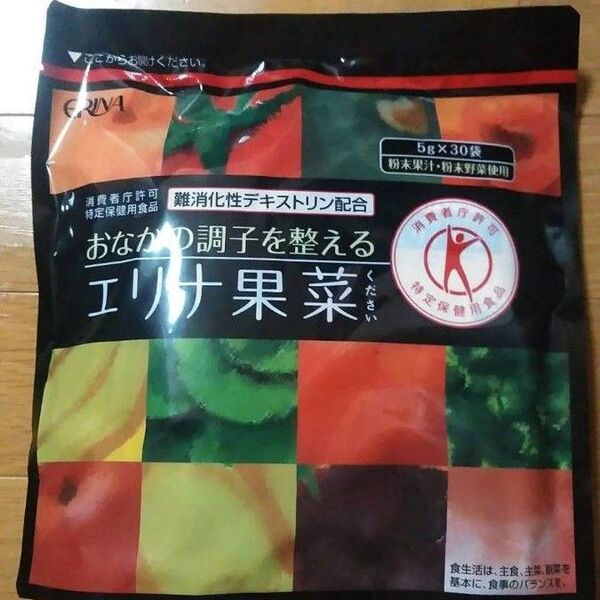 ▼ここからお開けください。
ERINA
5g×30袋
粉末果汁・粉末野菜使用
消費者庁許可
特定保健用食品
難消化性デキストリン配合
おなかの調子を整える
エリナ果菜
ください
消費者庁許可
特定保健用食品
食生活は、主食、主菜、副菜を
基本に、食事のバランスを。